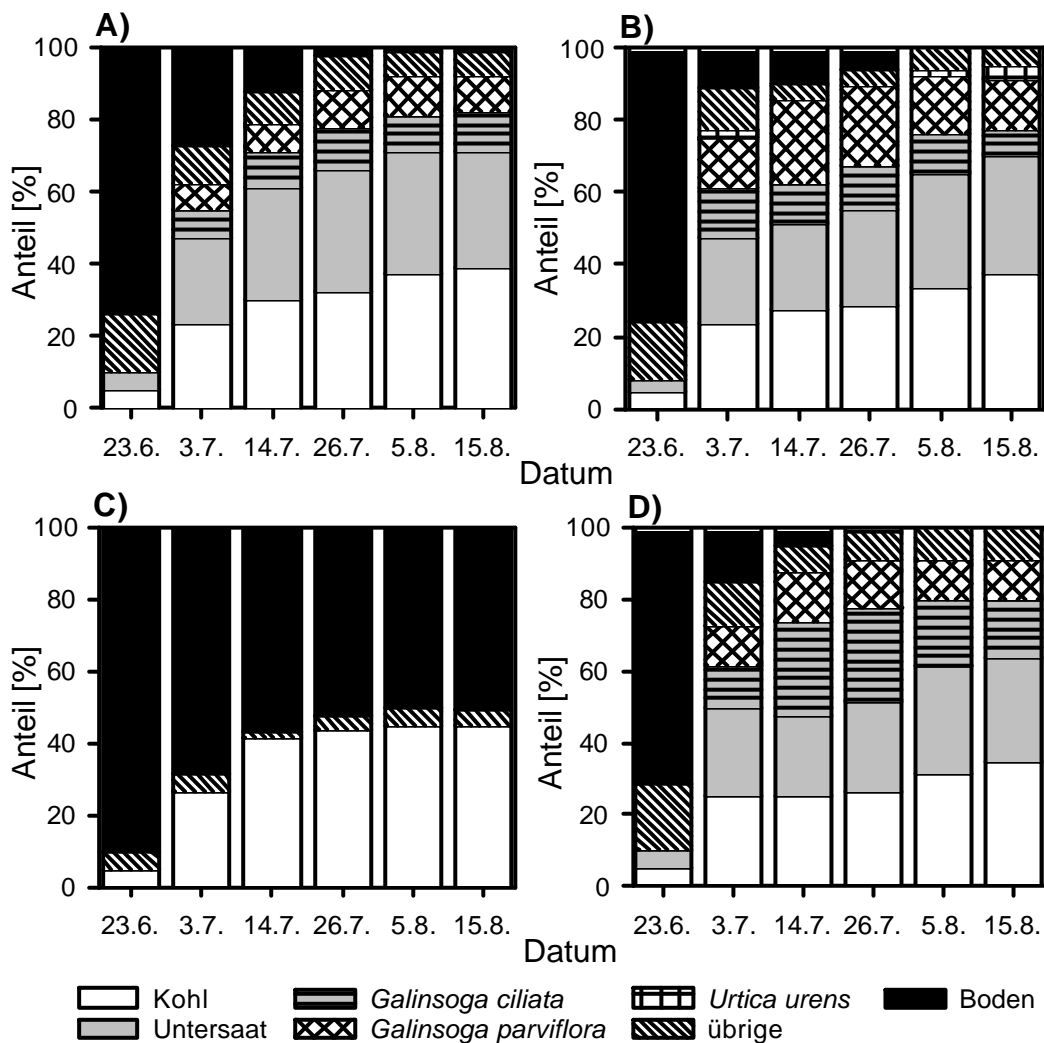 A)
B)
Anteil [%]
100
80
60
40
20
0
23.6. 3.7. 14.7. 26.7. 5.8. 15.8.
Anteil [%]
100
80
60
40
20
0
23.6. 3.7. 14.7. 26.7. 5.8. 15.8.
Datum
C)
D)
Anteil [%]
100
80
60
40
20
0
23.6. 3.7. 14.7. 26.7. 5.8. 15.8.
Anteil [%]
100
80
60
40
20
0
23.6. 3.7. 14.7. 26.7. 5.8. 15.8.
Datum
Kohl Galinsoga ciliata Urtica urens Boden
Untersaat Galinsoga parviflora übrige